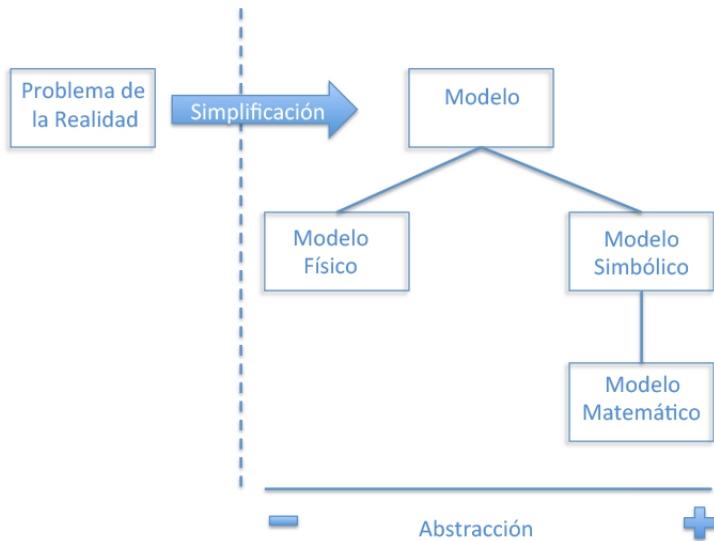 Problema de
la Realidad
Simplificación
Modelo
Modelo
Físico
Modelo
Simbólico
Modelo
Matemático
Abstracción